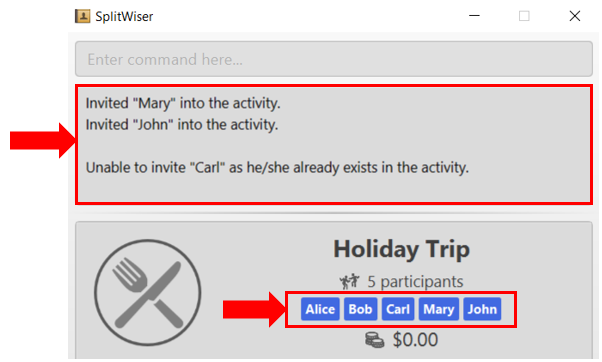 SplitWiser
Enter command here...
Invited "Mary" into the activity.
Invited "John" into the activity.
Unable to invite "Carl" as he/she already exists in the activity.
Holiday Trip
5 participants
Alice Bob Carl Mary John
$0.00